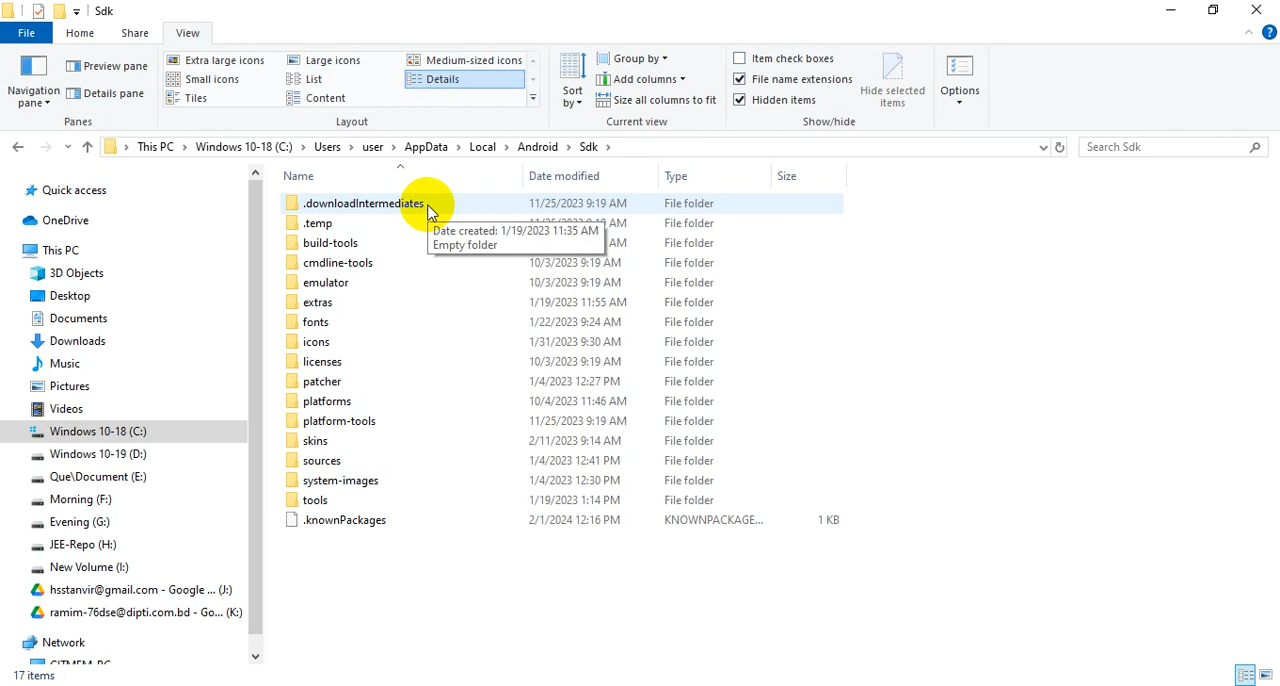 Sdk
File Home Share View
Navigation pane
Preview pane
Details pane
Panes
Extra large icons Large icons Medium-sized icons
Small icons List Details
Tiles Content
Layout
Sort by
Group by
Add columns
Size all columns to fit
Current view
Item check boxes
File name extensions
Hidden items
Hide selected items
Show/hide
Options
This PC > Windows 10-18 (C:) > Users > user > AppData > Local > Android > Sdk >
Search Sdk
Quick access
OneDrive
This PC
3D Objects
Desktop
Documents
Downloads
Music
Pictures
Videos
Windows 10-18 (C:)
Windows 10-19 (D:)
Que\Document (E:)
Morning (F:)
Evening (G:)
JEE-Repo (H:)
New Volume (I:)
hsstanvir@gmail.com - Google ... (J:)
ramim-76dse@dipti.com.bd - Go... (K:)
Network
Name Date modified Type Size
.downloadIntermediates 11/25/2023 9:19 AM File folder
.temp AM File folder
build-tools AM File folder
Date created: 1/19/2023 11:35 AM
Empty folder
cmdline-tools 10/3/2023 9:19 AM File folder
emulator 10/3/2023 9:19 AM File folder
extras 1/19/2023 11:55 AM File folder
fonts 1/22/2023 9:24 AM File folder
icons 1/31/2023 9:30 AM File folder
licenses 10/3/2023 9:19 AM File folder
patcher 1/4/2023 12:27 PM File folder
platforms 10/4/2023 11:46 AM File folder
platform-tools 11/25/2023 9:19 AM File folder
skins 2/11/2023 9:14 AM File folder
sources 1/4/2023 12:41 PM File folder
system-images 1/4/2023 12:30 PM File folder
tools 1/19/2023 1:14 PM File folder
.knownPackages 2/1/2024 12:16 PM KNOWNPACKAGE... 1 KB
17 items